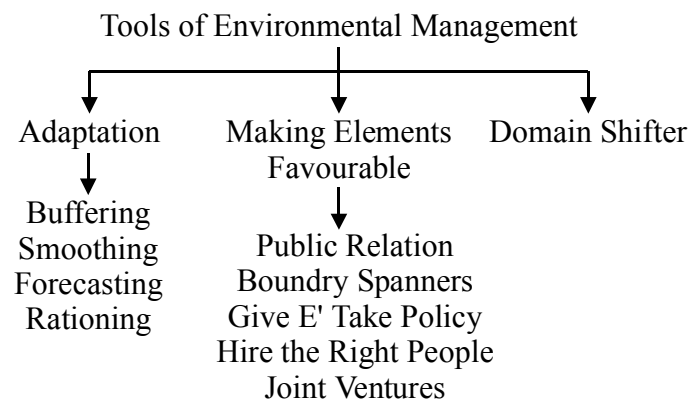 Tools of Environmental Management
Adaptation
Buffering
Smoothing
Forecasting
Rationing
Making Elements
Favourable
Public Relation
Boundry Spanners
Give E' Take Policy
Hire the Right People
Joint Ventures
Domain Shifter